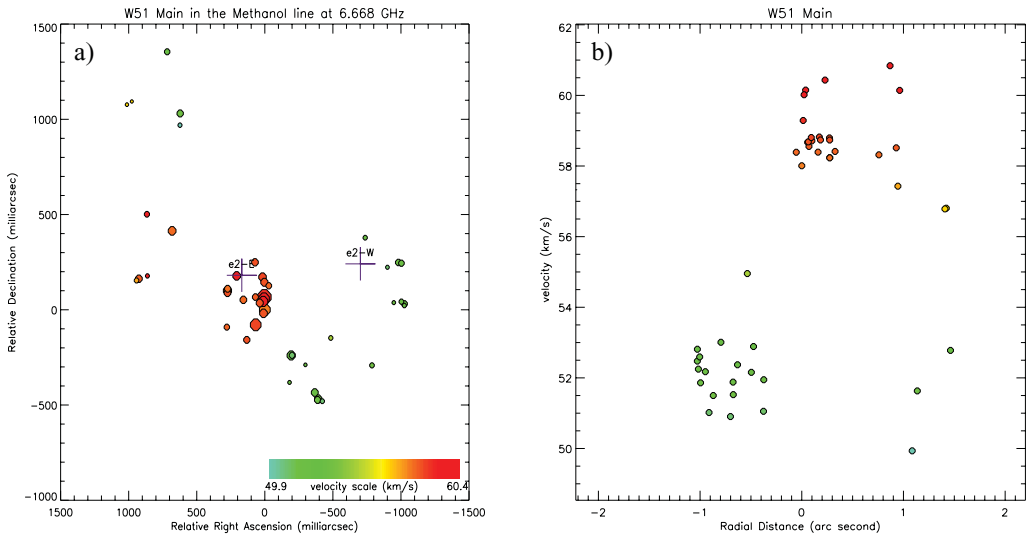 W51 Main in the Methanol line at 6.668 GHz
a)
1500
1000
500
0
-500
-1000
Relative Declination (milliarcsec)
e2-E
e2-W
49.9 velocity scale (km/s) 60.4
1500 1000 500 0 -500 -1000 -1500
Relative Right Ascension (milliarcsec)
W51 Main
b)
62
60
58
56
54
52
50
velocity (km/s)
-2 -1 0 1 2
Radial Distance (arc second)